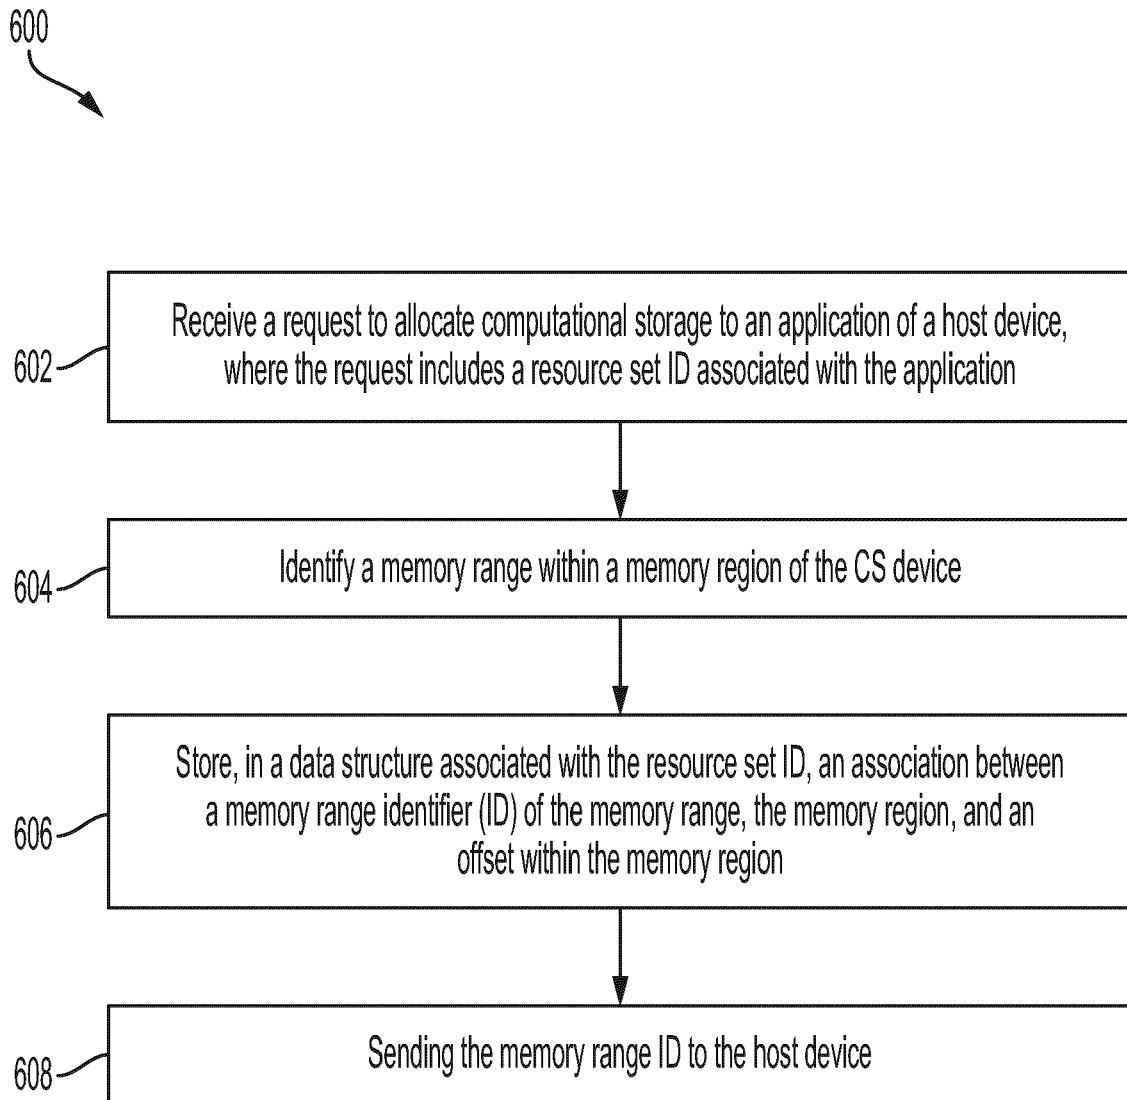 600
Receive a request to allocate computational storage to an application of a host device,
where the request includes a resource set ID associated with the application
602
Identify a memory range within a memory region of the CS device
604
Store, in a data structure associated with the resource set ID, an association between
a memory range identifier (ID) of the memory range, the memory region, and an
offset within the memory region
606
Sending the memory range ID to the host device
608